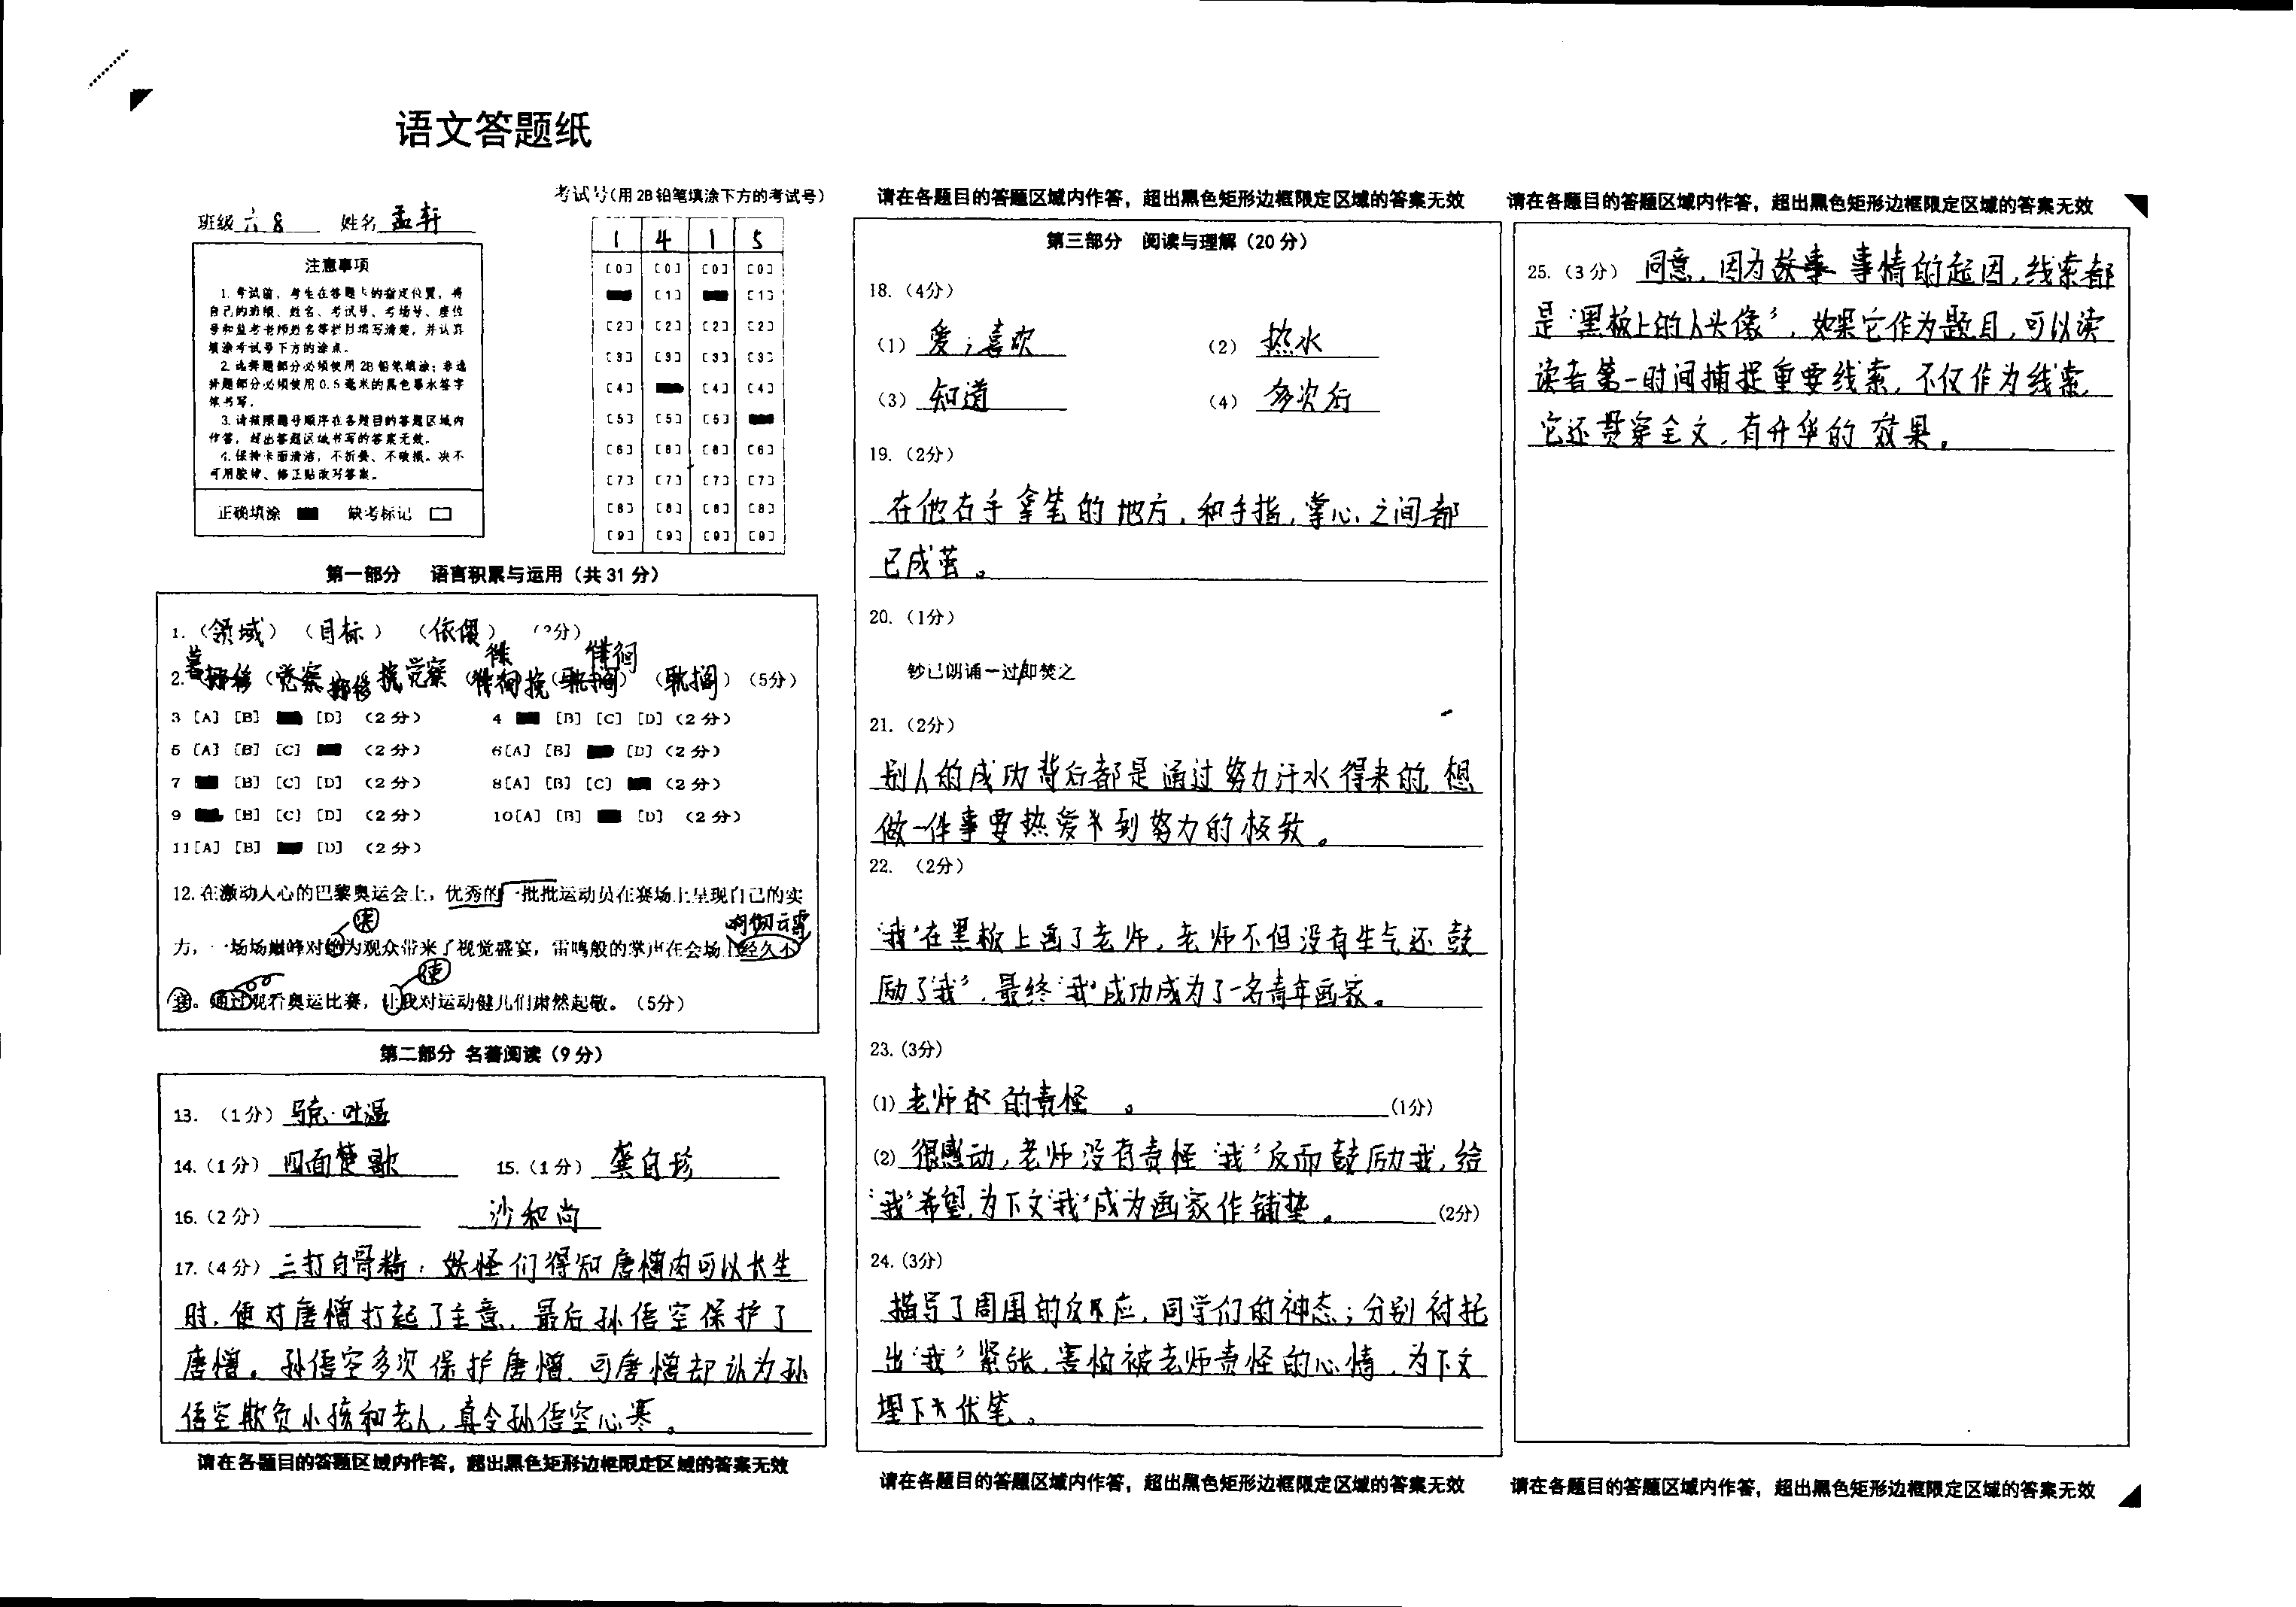 语文答题纸
班级 六8 姓名 孟轩
考试号(用2B铅笔填涂下方的考试号)
1 4 1 5
[0] [0] [0] [0]
[1] [1]
[2] [2] [2] [2]
[3] [3] [3] [3]
[4] [4] [4]
[5] [5] [5]
[6] [6] [6] [6]
[7] [7] [7] [7]
[8] [8] [8] [8]
[9] [9] [9] [9]
注意事项
1.考试前,考生在答题卡的指定位置,将
自己的班级、姓名、考试号、考场号、座位
号和监考老师姓名等栏目填写清楚,并认真
填涂考试号下方的涂点。
2.选择题部分必须使用2B铅笔填涂;非选
择题部分必须使用0.5毫米的黑色墨水签字
笔书写。
3.请按照题号顺序在各题目的答题区域内
作答,超出答题区域书写的答案无效。
4.保持卡面清洁,不折叠、不破损。决不
可用胶带、修正贴改写答案。
正确填涂 缺考标记
第一部分 语言积累与运用(共31分)
1.(领域)(目标)(依偎)(3分)
2. 挪移 觉察 徘徊 (耽搁)(5分)
3 [A] [B] [D] (2分) 4 [B] [C] [D] (2分)
5 [A] [B] [C] (2分) 6[A] [B] [D] (2分)
7 [B] [C] [D] (2分) 8[A] [B] [C] (2分)
9 [B] [C] [D] (2分) 10[A] [B] [D] (2分)
11[A] [B] [D] (2分)
12.在激动人心的巴黎奥运会上,优秀的一批批运动员在赛场上呈现自己的实
决 响彻云霄
力,一场场巅峰对绝为观众带来了视觉盛宴,雷鸣般的掌声在会场上经久不
使
衰。通过观看奥运比赛,让我对运动健儿们肃然起敬。(5分)
第二部分 名著阅读(9分)
13.(1分)马克·吐温
14.(1分)四面楚歌 15.(1分)龚自珍
16.(2分) 沙和尚
17.(4分)三打白骨精:妖怪们得知唐僧肉可以长生
时,便对唐僧打起了主意,最后孙悟空保护了
唐僧。孙悟空多次保护唐僧,可唐僧却认为孙
悟空欺负小孩和老人,真令孙悟空心寒。
请在各题目的答题区域内作答,超出黑色矩形边框限定区域的答案无效
请在各题目的答题区域内作答,超出黑色矩形边框限定区域的答案无效
第三部分 阅读与理解(20分)
18.(4分)
(1)爱;喜欢 (2)热水
(3)知道 (4)多次后
19.(2分)
在他右手拿笔的地方,和手指,掌心之间都
已成茧。
20.(1分)
钞已朗诵一过/即焚之
21.(2分)
别人的成功背后都是通过努力汗水得来的,想
做一件事要热爱并到努力的极致。
22.(2分)
‘我’在黑板上画了老师,老师不但没有生气还鼓
励了‘我’,最终‘我’成功成为了一名青年画家。
23.(3分)
(1)老师的责怪。(1分)
(2)很感动,老师没有责怪‘我’反而鼓励我,给
‘我’希望,为下文‘我’成为画家作铺垫。(2分)
24.(3分)
描写了周围的反应,同学们的神态;分别衬托
出‘我’紧张,害怕被老师责怪的心情,为下文
埋下伏笔。
请在各题目的答题区域内作答,超出黑色矩形边框限定区域的答案无效
请在各题目的答题区域内作答,超出黑色矩形边框限定区域的答案无效
25.(3分)同意,因为故事事情的起因,线索都
是‘黑板上的人头像’,如果它作为题目,可以读
读者第一时间捕捉重要线索,不仅作为线索,
它还贯穿全文,有升华的效果。
请在各题目的答题区域内作答,超出黑色矩形边框限定区域的答案无效